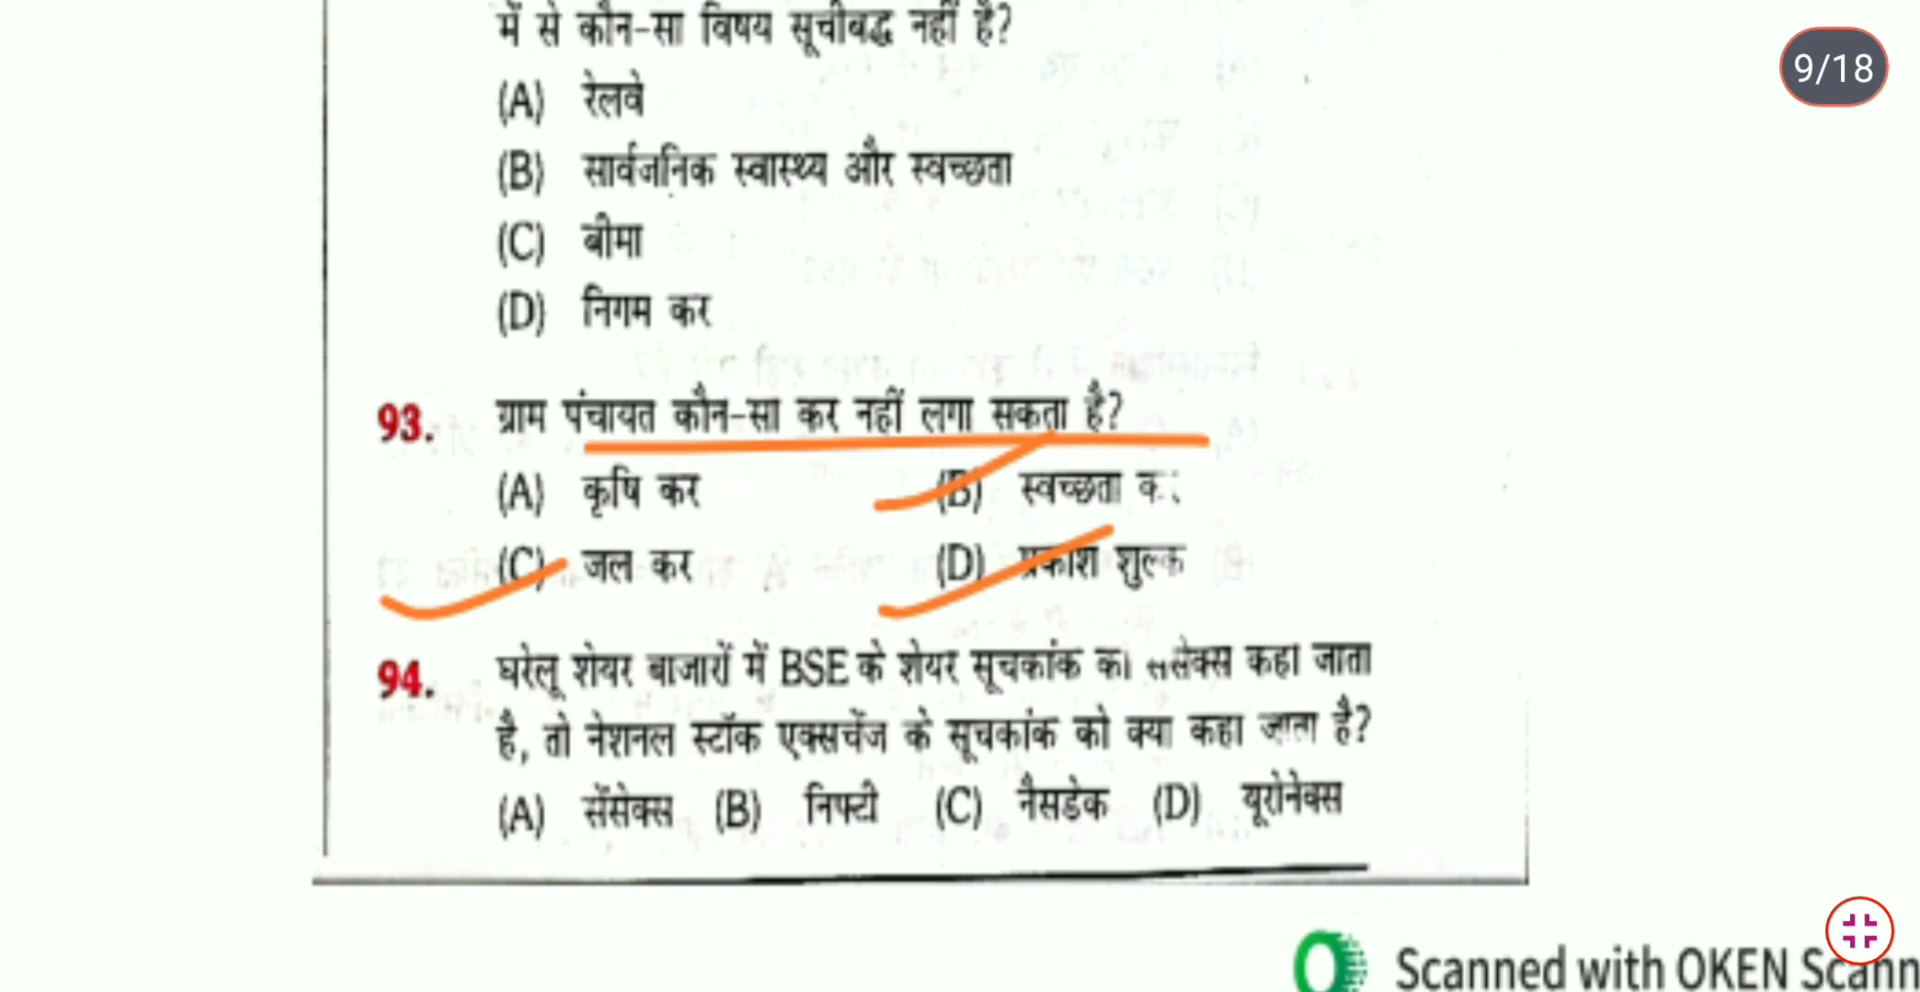 में से कौन-सा विषय सूचीबद्ध नहीं है?
9/18
(A) रेलवे
(B) सार्वजनिक स्वास्थ्य और स्वच्छता
(C) बीमा
(D) निगम कर
93. ग्राम पंचायत कौन-सा कर नहीं लगा सकता है?
(A) कृषि कर (B) स्वच्छता
(C) जल कर (D) प्रकाश शुल्क
94. घरेलू शेयर बाजारों में BSE के शेयर सूचकांक को सेंसेक्स कहा जाता
है, तो नेशनल स्टॉक एक्सचेंज के सूचकांक को क्या कहा जाता है?
(A) सेंसेक्स (B) निफ्टी (C) नैसडेक (D) यूरोनेक्स
Scanned with OKEN Scann